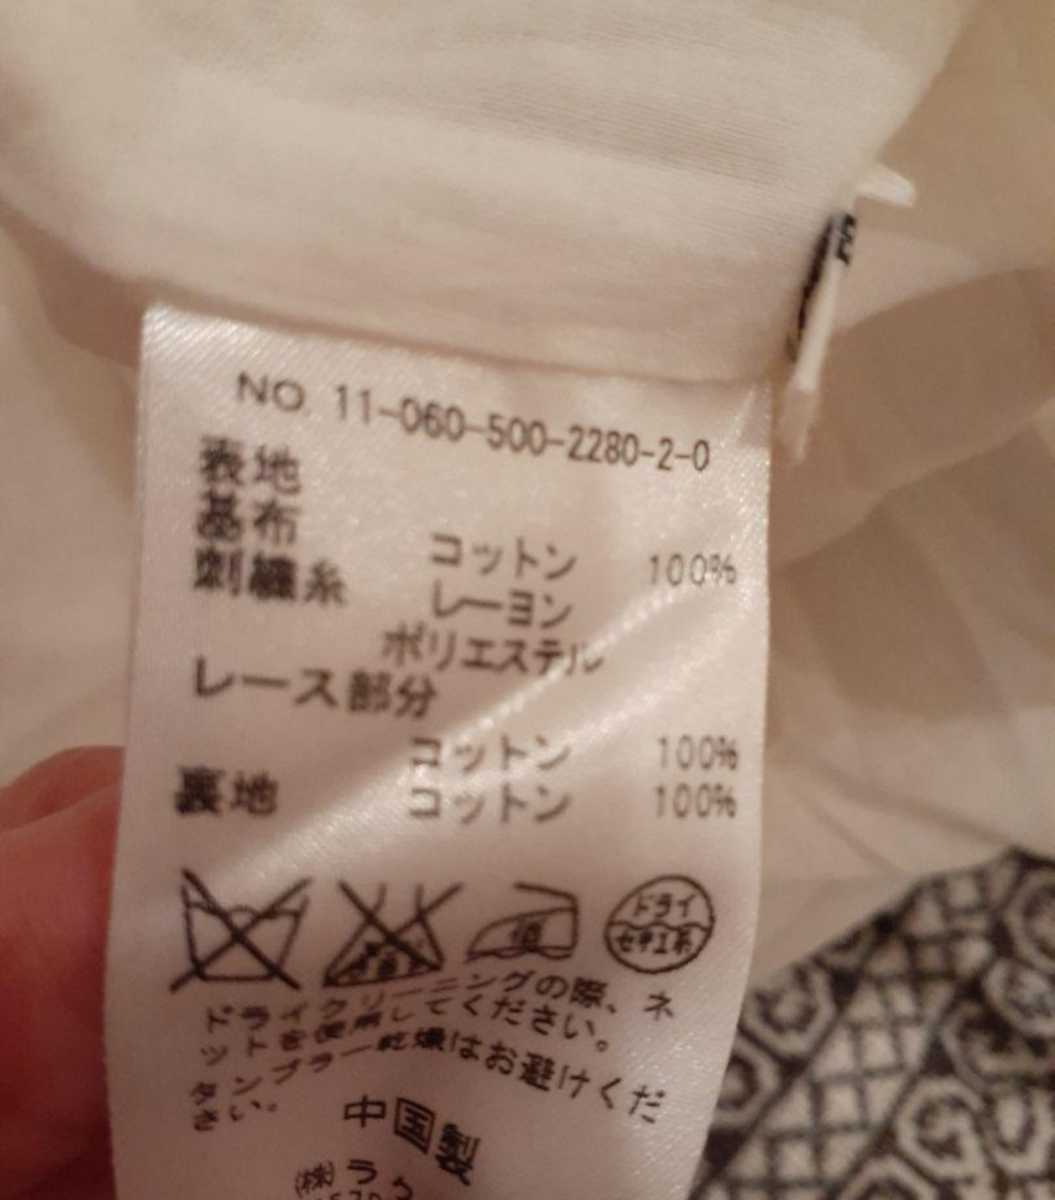 NO. 11-060-500-2280-2-0
表地
基布 コットン 100%
刺繍糸 レーヨン
ポリエステル
レース部分
コットン 100%
裏地 コットン 100%
低
ドライ
セキユ系
ドライクリーニングの際、ネ
ットを使用してください。
タンブラー乾燥はお避けくだ
さい。
中国製
㈱ラ